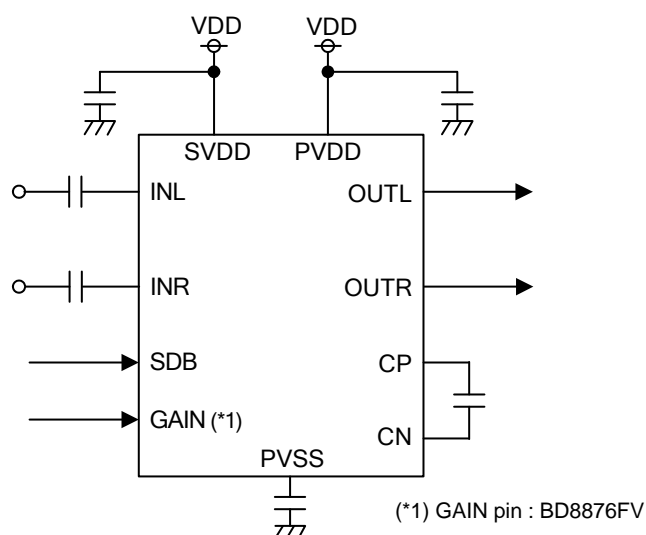 VDD VDD
SVDD PVDD
INL OUTL
INR OUTR
SDB CP
GAIN (*1)
CN
PVSS
(*1) GAIN pin : BD8876FV